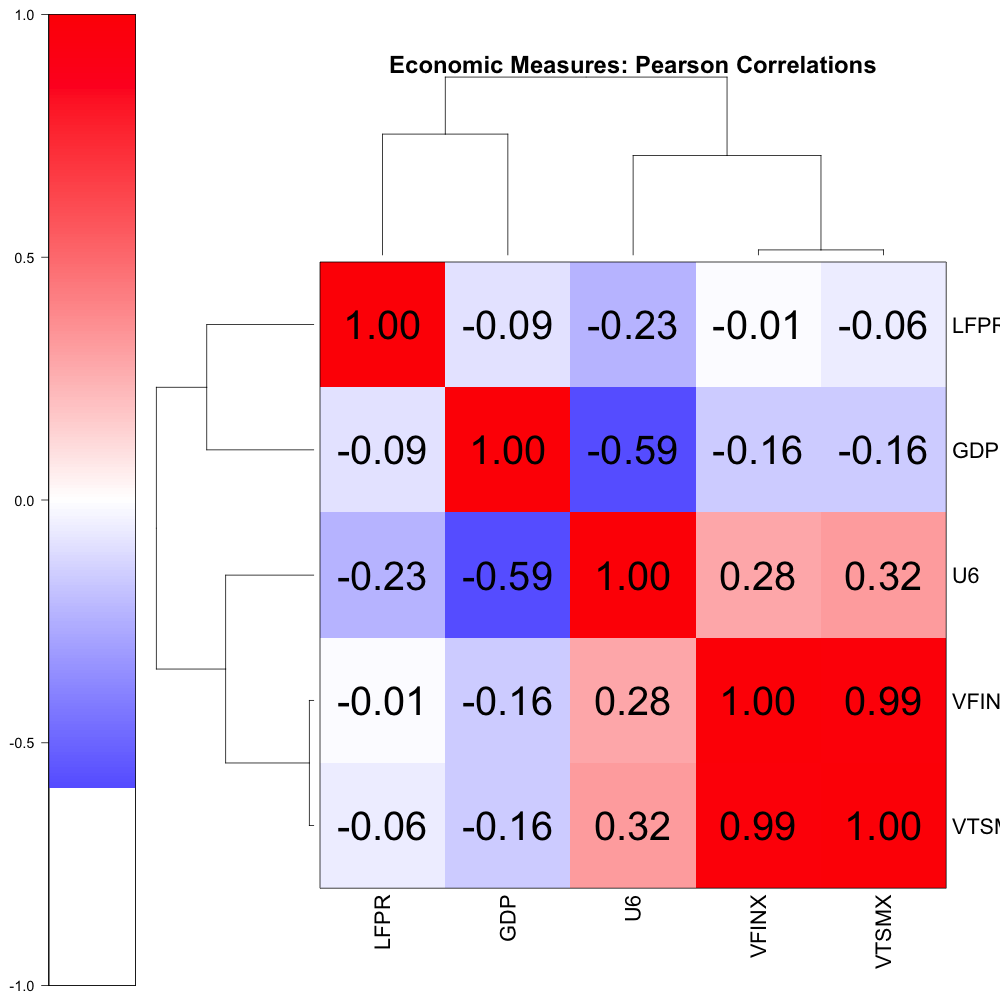 Economic Measures: Pearson Correlations
1.0
0.5
0.0
-0.5
-1.0
1.00 -0.09 -0.23 -0.01 -0.06 LFPR
-0.09 1.00 -0.59 -0.16 -0.16 GDP
-0.23 -0.59 1.00 0.28 0.32 U6
-0.01 -0.16 0.28 1.00 0.99 VFIN
-0.06 -0.16 0.32 0.99 1.00 VTSM
LFPR GDP U6 VFINX VTSMX